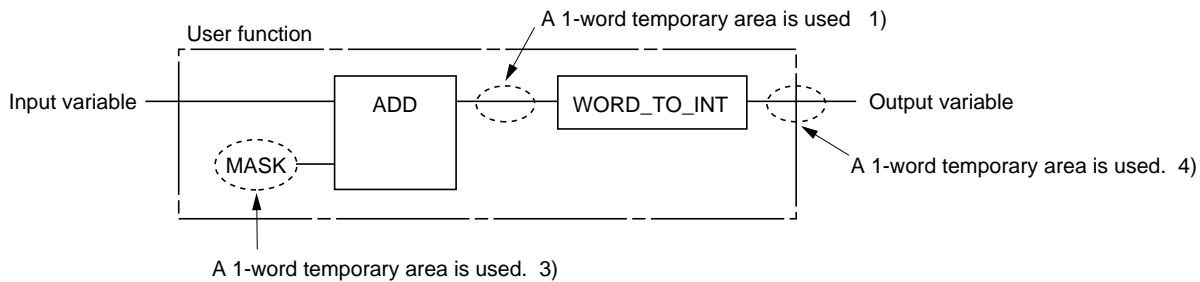 A 1-word temporary area is used 1)
User function
Input variable
ADD
WORD_TO_INT
Output variable
MASK
A 1-word temporary area is used. 4)
A 1-word temporary area is used. 3)